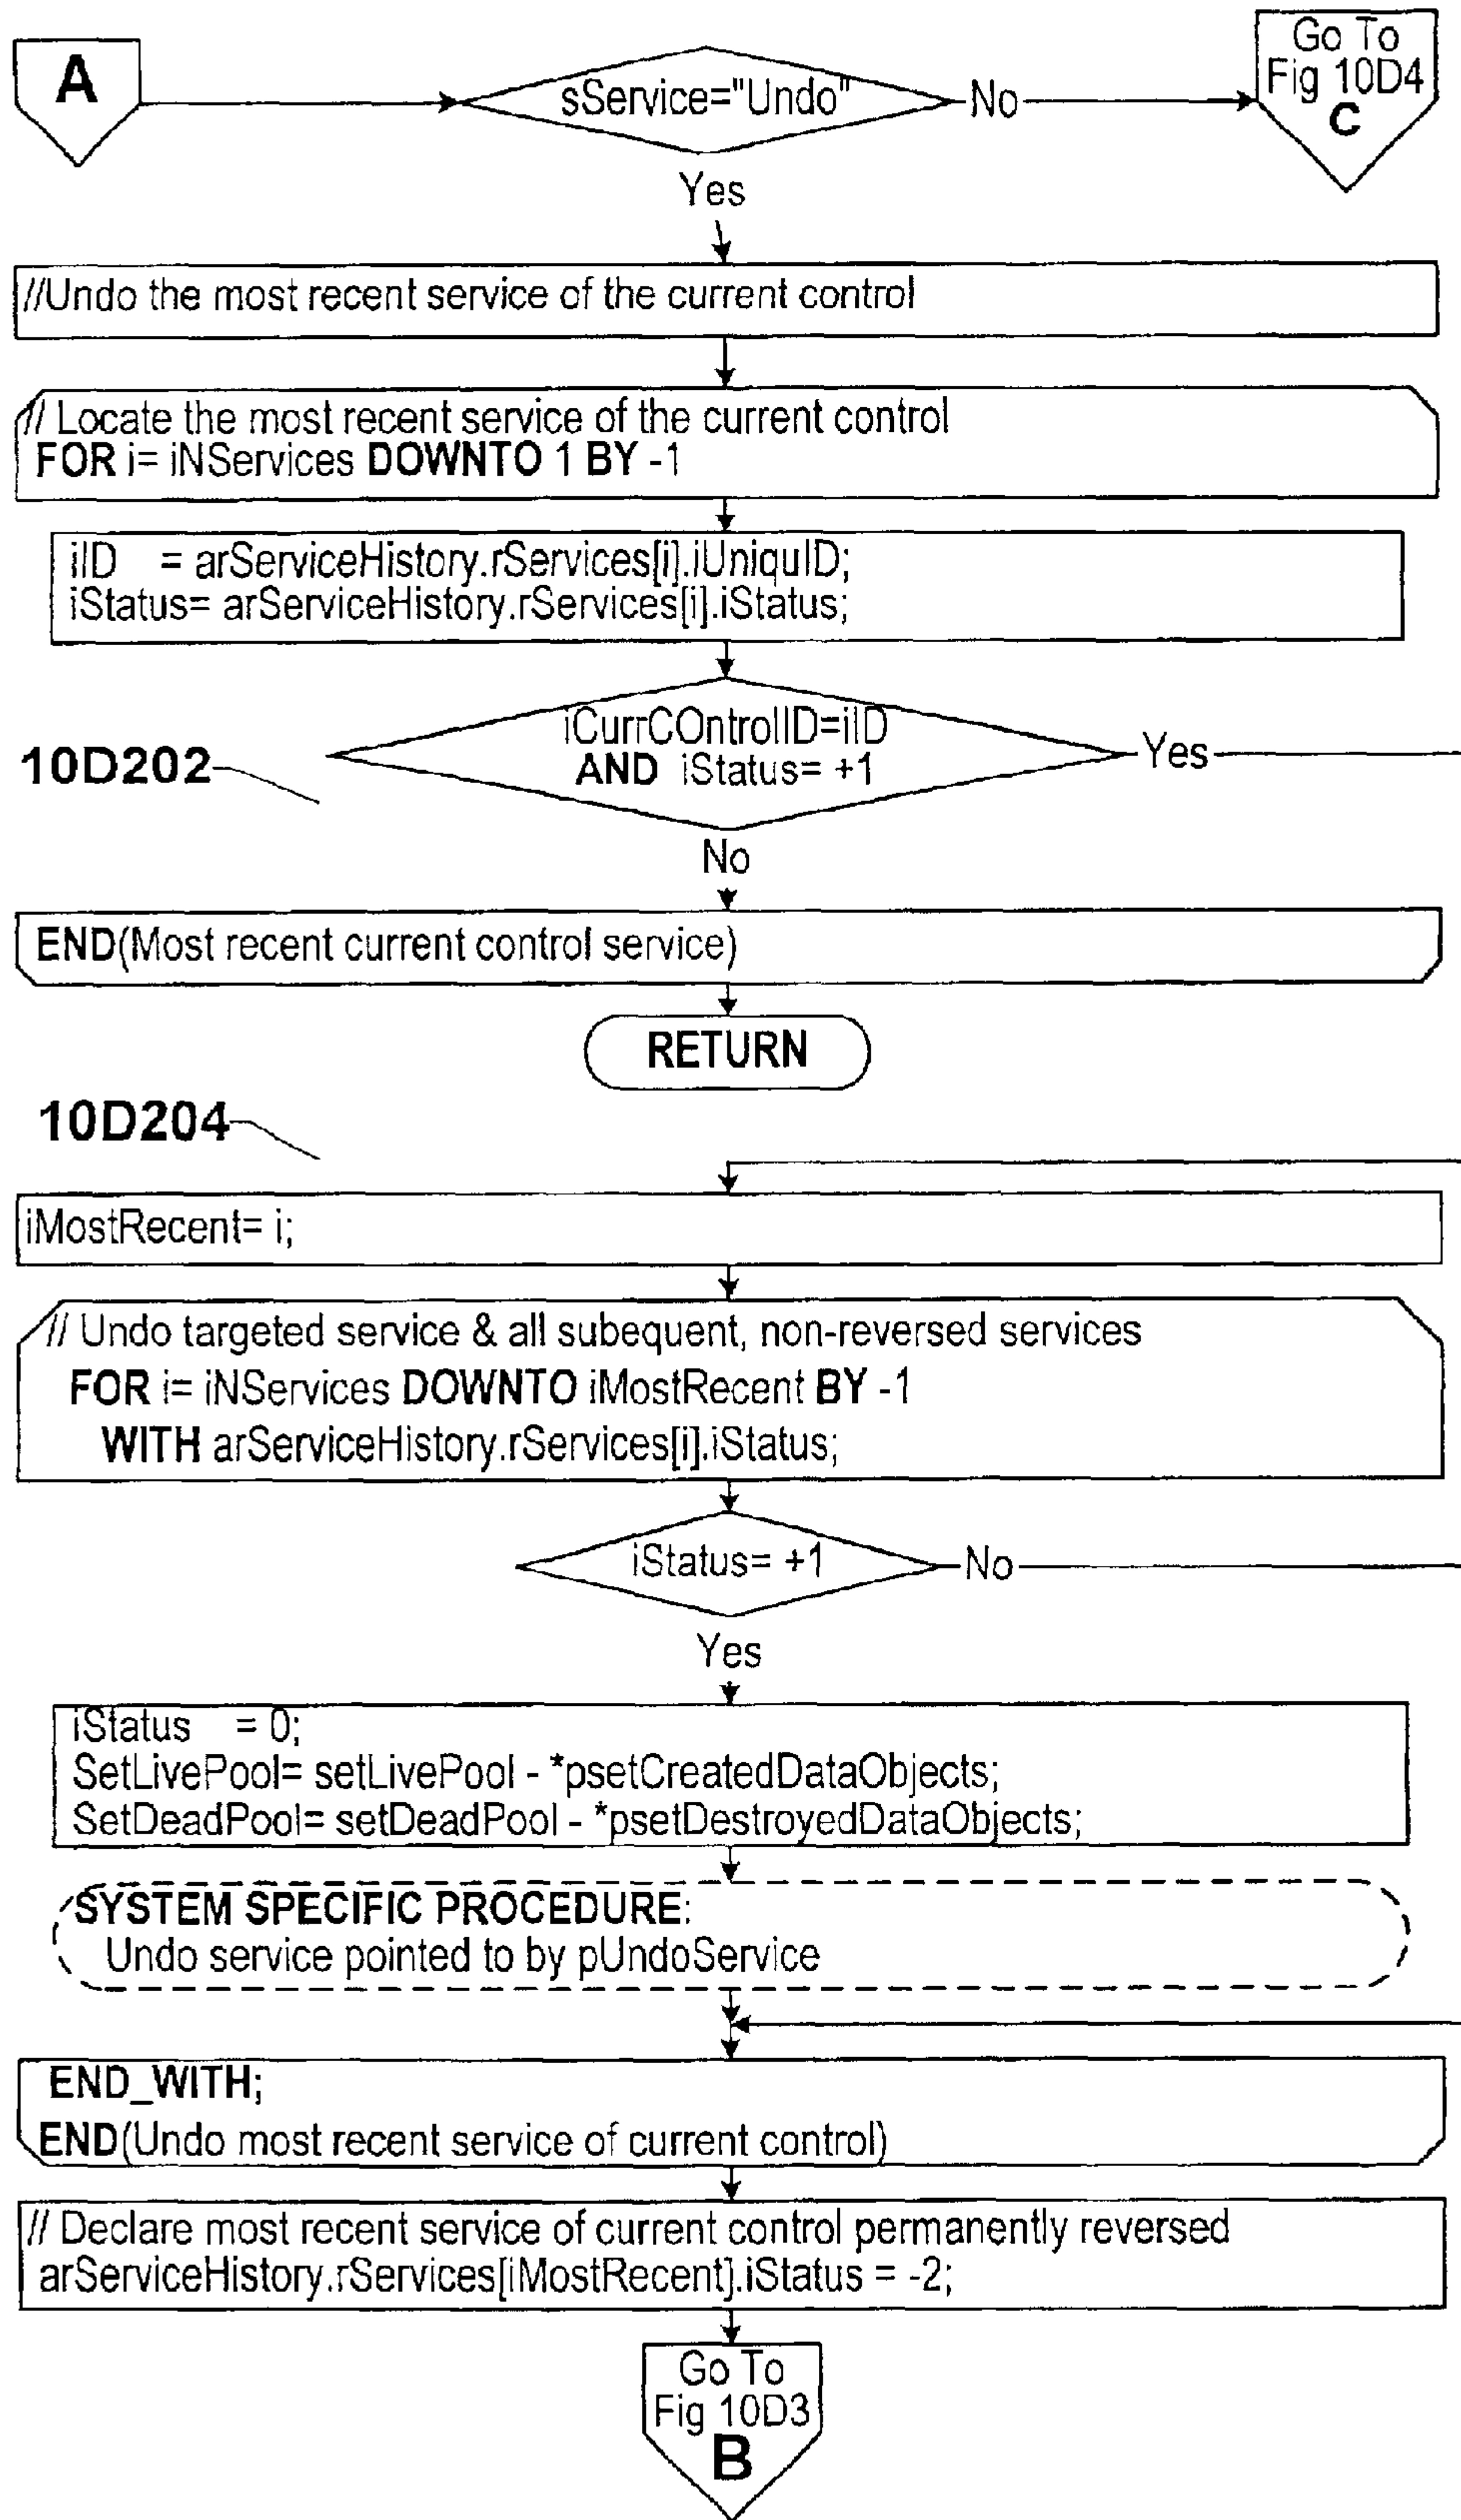 A
sService="Undo"
No
Go To
Fig 10D4
C
Yes
//Undo the most recent service of the current control
// Locate the most recent service of the current control
FOR i= iNServices DOWNTO 1 BY -1
iID = arServiceHistory.rServices[i].iUniquID;
iStatus= arServiceHistory.rServices[i].iStatus;
10D202
iCurrCOntrolID=iID
AND iStatus= +1
Yes
No
END(Most recent current control service)
RETURN
10D204
iMostRecent= i;
// Undo targeted service & all subequent, non-reversed services
FOR i= iNServices DOWNTO iMostRecent BY -1
WITH arServiceHistory.rServices[i].iStatus;
iStatus= +1
No
Yes
iStatus = 0;
SetLivePool= setLivePool - *psetCreatedDataObjects;
SetDeadPool= setDeadPool - *psetDestroyedDataObjects;
SYSTEM SPECIFIC PROCEDURE:
Undo service pointed to by pUndoService
END_WITH;
END(Undo most recent service of current control)
// Declare most recent service of current control permanently reversed
arServiceHistory.rServices[iMostRecent].iStatus = -2;
Go To
Fig 10D3
B